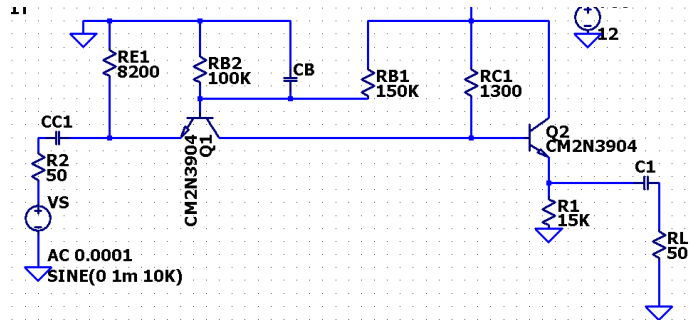 RE1
8200
RB2
100K
CB
RB1
150K
RC1
1300
12
CC1
R2
50
VS
AC 0.0001
SINE(0 1m 10K)
CM2N3904
Q1
Q2
CM2N3904
C1
R1
15K
RL
50